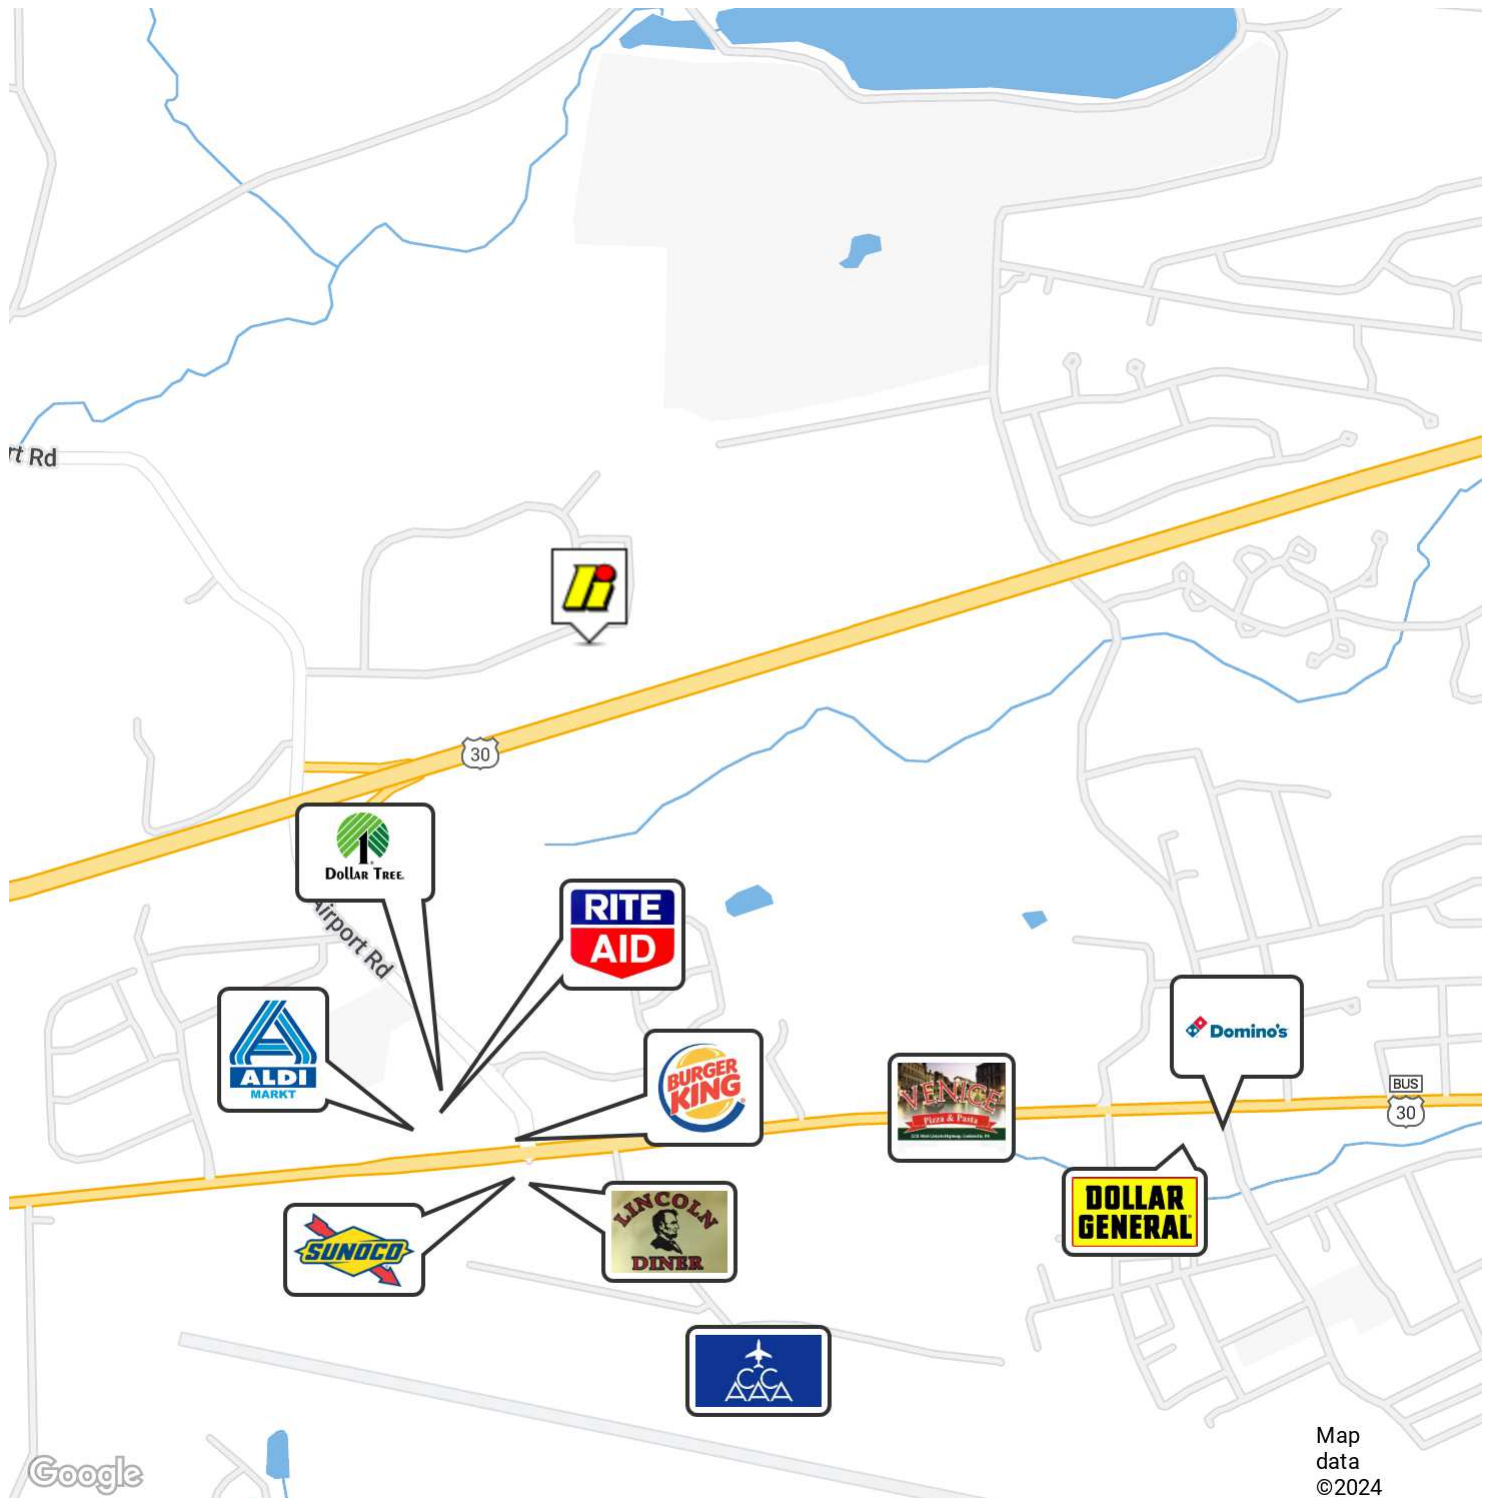 rt Rd
30
DOLLAR TREE
Airport Rd
RITE
AID
ALDI
MARKT
BURGER
KING
VENICE
Pizza & Pasta
Domino's
BUS
30
DOLLAR
GENERAL
SUNOCO
LINCOLN
DINER
CC
AAA
Google
Map
data
©2024